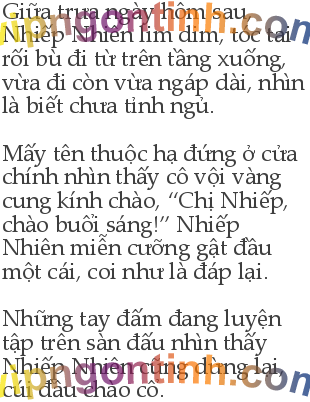 Giữa trưa ngày hôm sau,
Nhiếp Nhiên lim dim, tóc tai
rối bù đi từ trên tầng xuống,
vừa đi còn vừa ngáp dài, nhìn
là biết chưa tỉnh ngủ.

Mấy tên thuộc hạ đứng ở cửa
chính nhìn thấy cô vội vàng
cung kính chào, “Chị Nhiếp,
chào buổi sáng!” Nhiếp
Nhiên miễn cưỡng gật đầu
một cái, coi như là đáp lại.

Những tay đấm đang luyện
tập trên sàn đấu nhìn thấy
Nhiếp Nhiên cũng dừng lại,
cúi đầu chào cô.
vipngontinh.com
vipngontinh.com